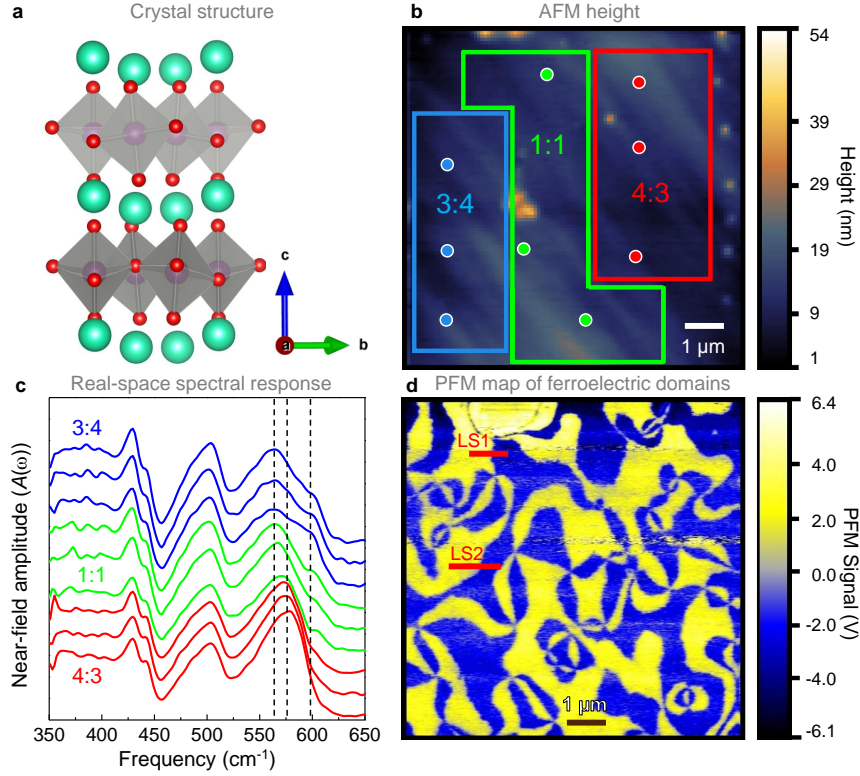 a Crystal structure
c
a
b
b AFM height
3:4
1:1
4:3
1 µm
54
39
29
19
9
1
Height (nm)
c Real-space spectral response
3:4
1:1
4:3
Near-field amplitude (A(ω))
350 400 450 500 550 600 650
Frequency (cm⁻¹)
d PFM map of ferroelectric domains
LS1
LS2
1 µm
6.4
4.0
2.0
0.0
-2.0
-4.0
-6.1
PFM Signal (V)